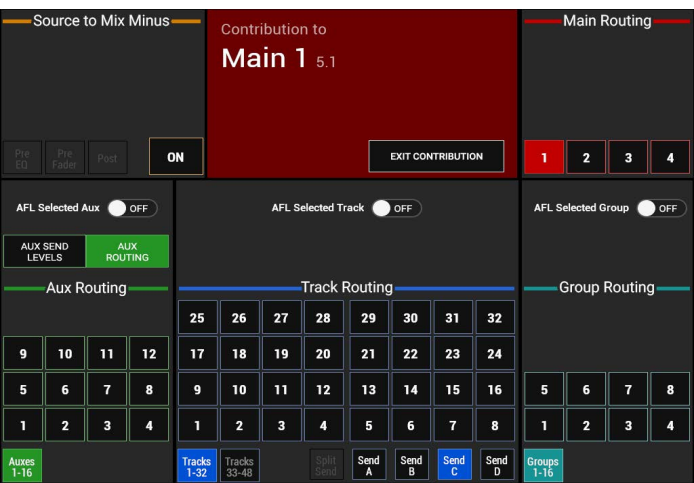 Source to Mix Minus
Pre
EQ
Pre
Fader
Post
ON
Contribution to
Main 1 5.1
EXIT CONTRIBUTION
Main Routing
1 2 3 4
AFL Selected Aux OFF
AUX SEND
LEVELS
AUX
ROUTING
Aux Routing
9 10 11 12
5 6 7 8
1 2 3 4
Auxes
1-16
AFL Selected Track OFF
Track Routing
25 26 27 28 29 30 31 32
17 18 19 20 21 22 23 24
9 10 11 12 13 14 15 16
1 2 3 4 5 6 7 8
Tracks
1-32
Tracks
33-48
Split
Send
Send
A
Send
B
Send
C
Send
D
AFL Selected Group OFF
Group Routing
5 6 7 8
1 2 3 4
Groups
1-16